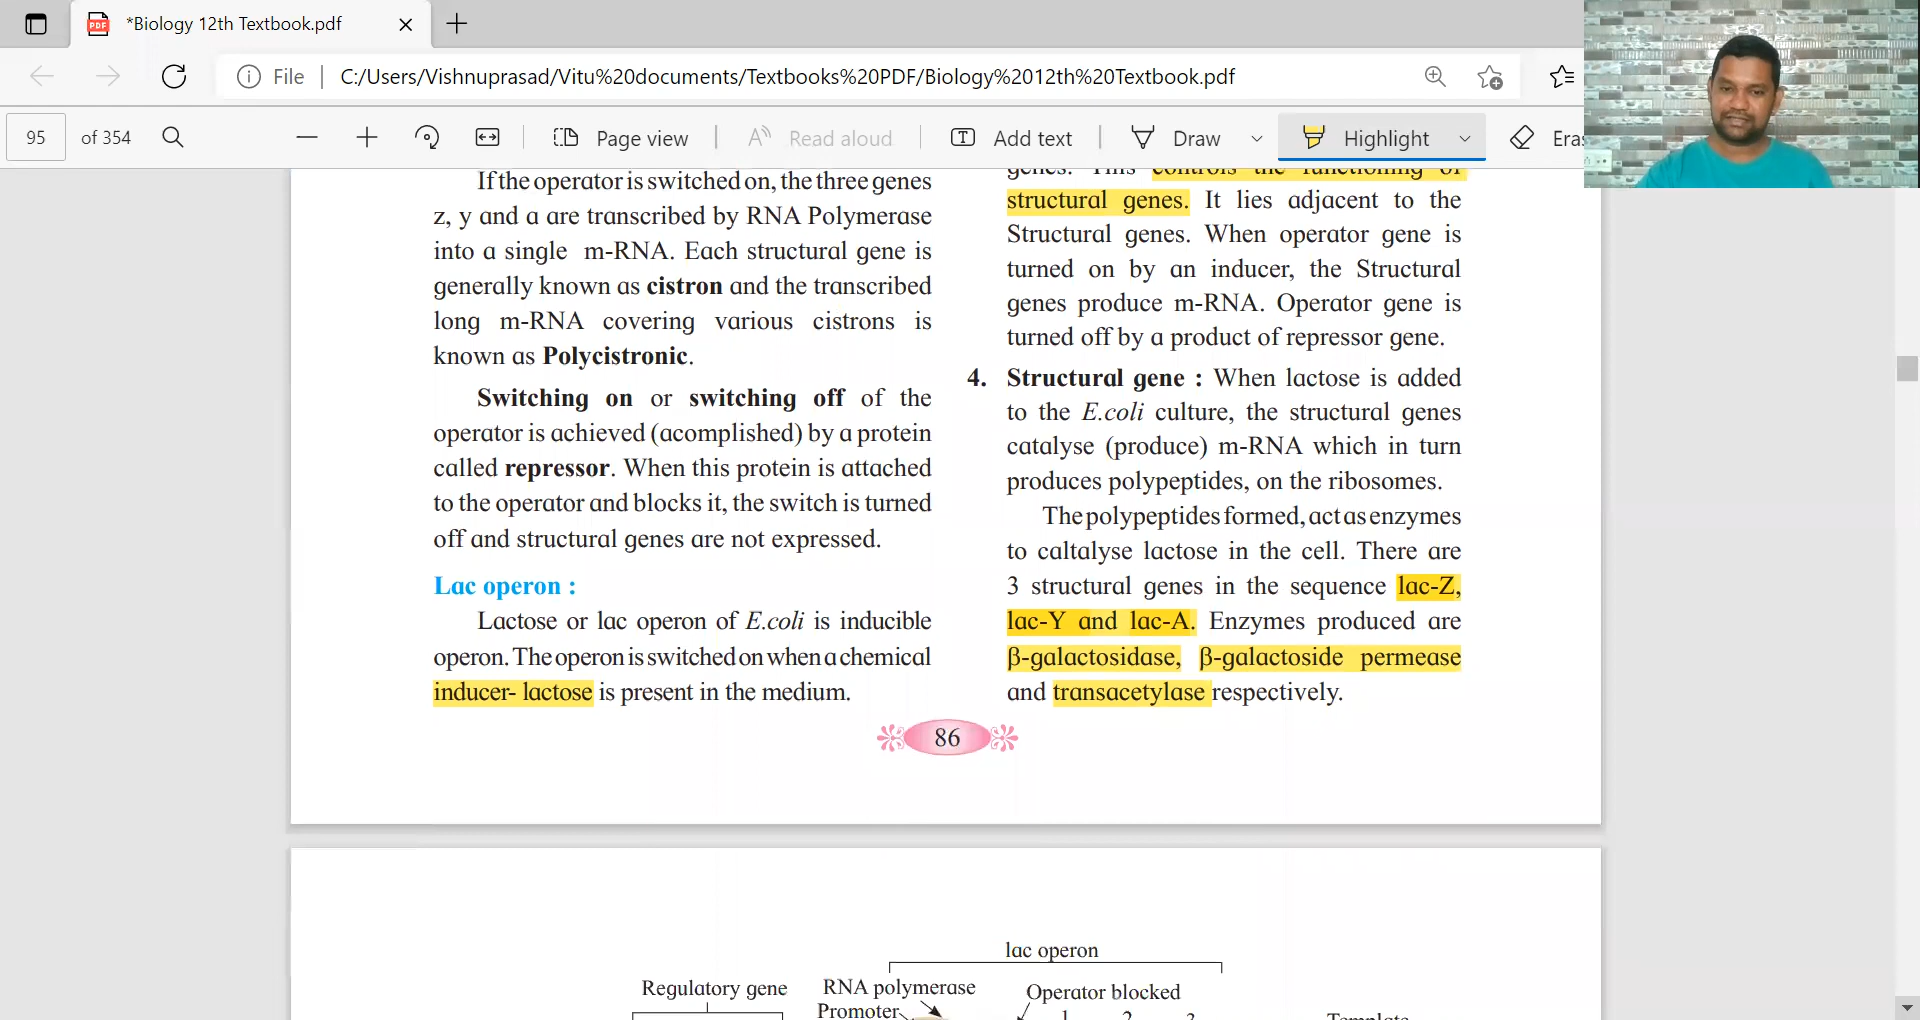 *Biology 12th Textbook.pdf
File
C:/Users/Vishnuprasad/Vitu%20documents/Textbooks%20PDF/Biology%2012th%20Textbook.pdf
95 of 354
Page view
Read aloud
Add text
Draw
Highlight
Eras
If the operator is switched on, the three genes
z, y and a are transcribed by RNA Polymerase
into a single m-RNA. Each structural gene is
generally known as cistron and the transcribed
long m-RNA covering various cistrons is
known as Polycistronic.
Switching on or switching off of the
operator is achieved (acomplished) by a protein
called repressor. When this protein is attached
to the operator and blocks it, the switch is turned
off and structural genes are not expressed.
Lac operon :
Lactose or lac operon of E.coli is inducible
operon. The operon is switched on when a chemical
inducer- lactose is present in the medium.
genes. This controls the functioning of
structural genes. It lies adjacent to the
Structural genes. When operator gene is
turned on by an inducer, the Structural
genes produce m-RNA. Operator gene is
turned off by a product of repressor gene.
4. Structural gene : When lactose is added
to the E.coli culture, the structural genes
catalyse (produce) m-RNA which in turn
produces polypeptides, on the ribosomes.
The polypeptides formed, act as enzymes
to caltalyse lactose in the cell. There are
3 structural genes in the sequence lac-Z,
lac-Y and lac-A. Enzymes produced are
β-galactosidase, β-galactoside permease
and transacetylase respectively.
86
lac operon
Regulatory gene
RNA polymerase
Operator blocked
Promoter
1 2 3
Template